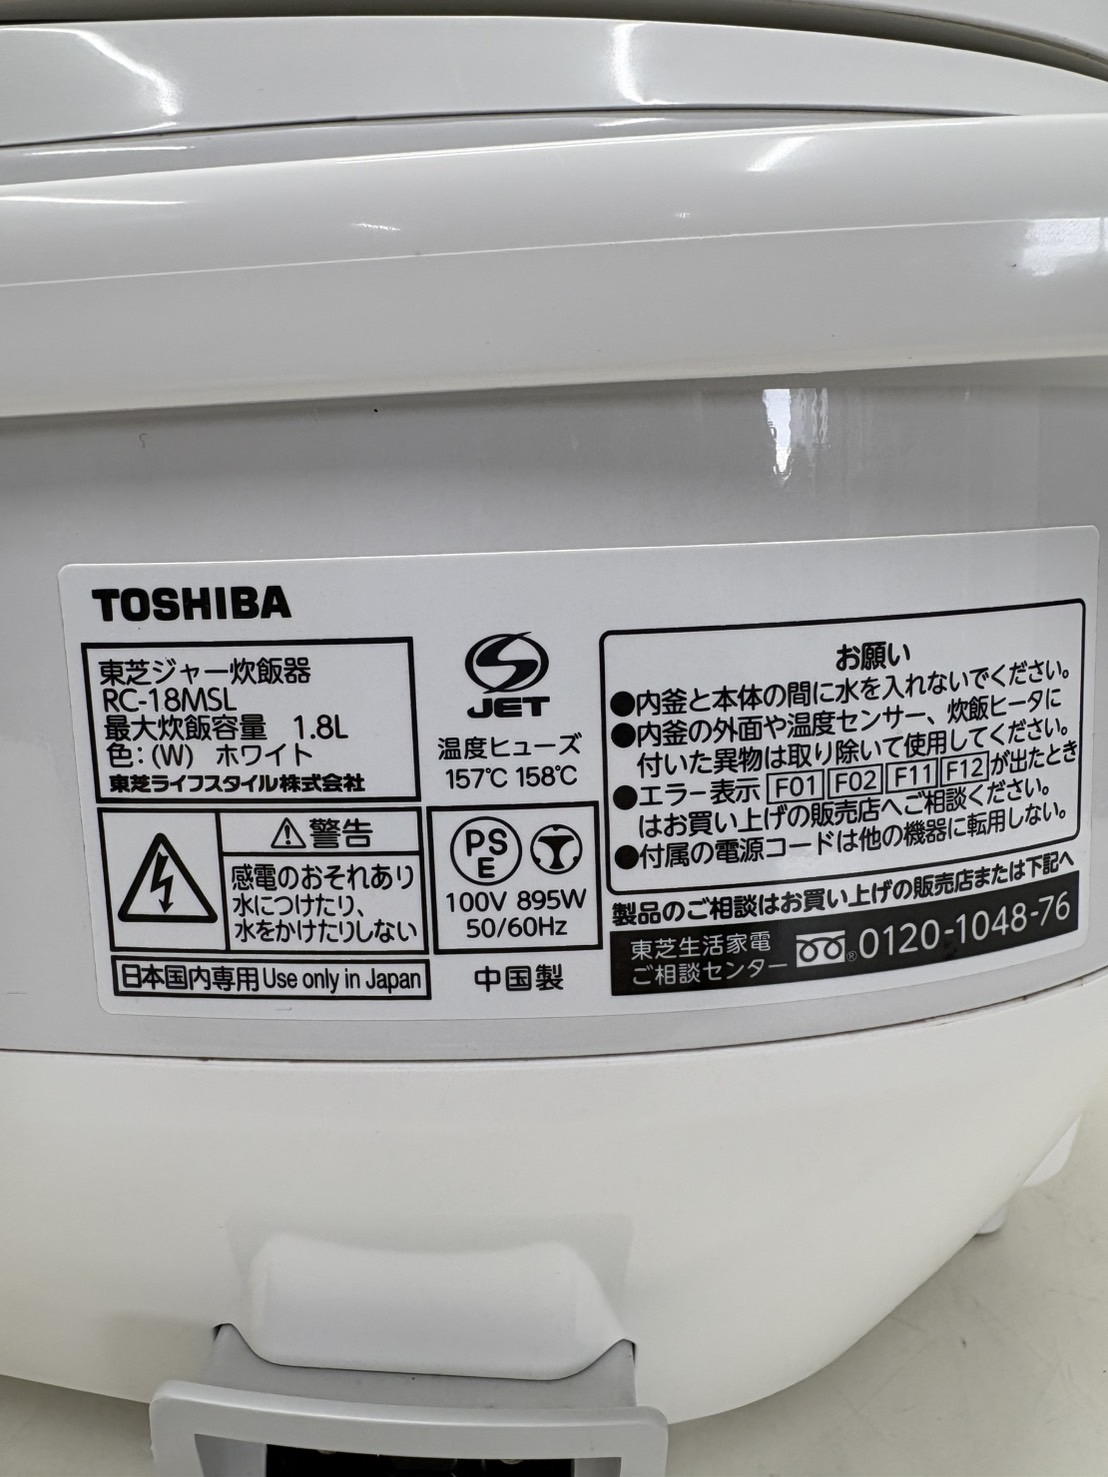 TOSHIBA
東芝ジャー炊飯器
RC-18MSL
最大炊飯容量 1.8L
色：(W) ホワイト
東芝ライフスタイル株式会社
警告
感電のおそれあり
水につけたり、
水をかけたりしない
日本国内専用 Use only in Japan
JET
温度ヒューズ
157℃ 158℃
PS
E
100V 895W
50/60Hz
中国製
お願い
●内釜と本体の間に水を入れないでください。
●内釜の外面や温度センサー、炊飯ヒータに
付いた異物は取り除いて使用してください。
●エラー表示 F01 F02 F11 F12 が出たとき
はお買い上げの販売店へご相談ください。
●付属の電源コードは他の機器に転用しない。
製品のご相談はお買い上げの販売店または下記へ
東芝生活家電
ご相談センター
® 0120-1048-76